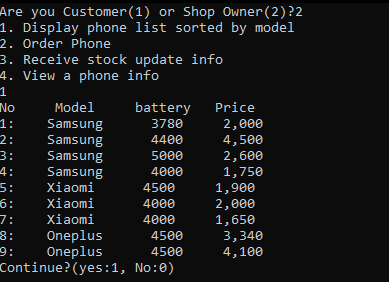 Are you Customer(1) or Shop Owner(2)?2
1. Display phone list sorted by model
2. Order Phone
3. Receive stock update info
4. View a phone info
1
No Model battery Price
1: Samsung 3780 2,000
2: Samsung 4400 4,500
3: Samsung 5000 2,600
4: Samsung 4000 1,750
5: Xiaomi 4500 1,900
6: Xiaomi 4000 2,000
7: Xiaomi 4000 1,650
8: Oneplus 4500 3,340
9: Oneplus 4500 4,100
Continue?(yes:1, No:0)